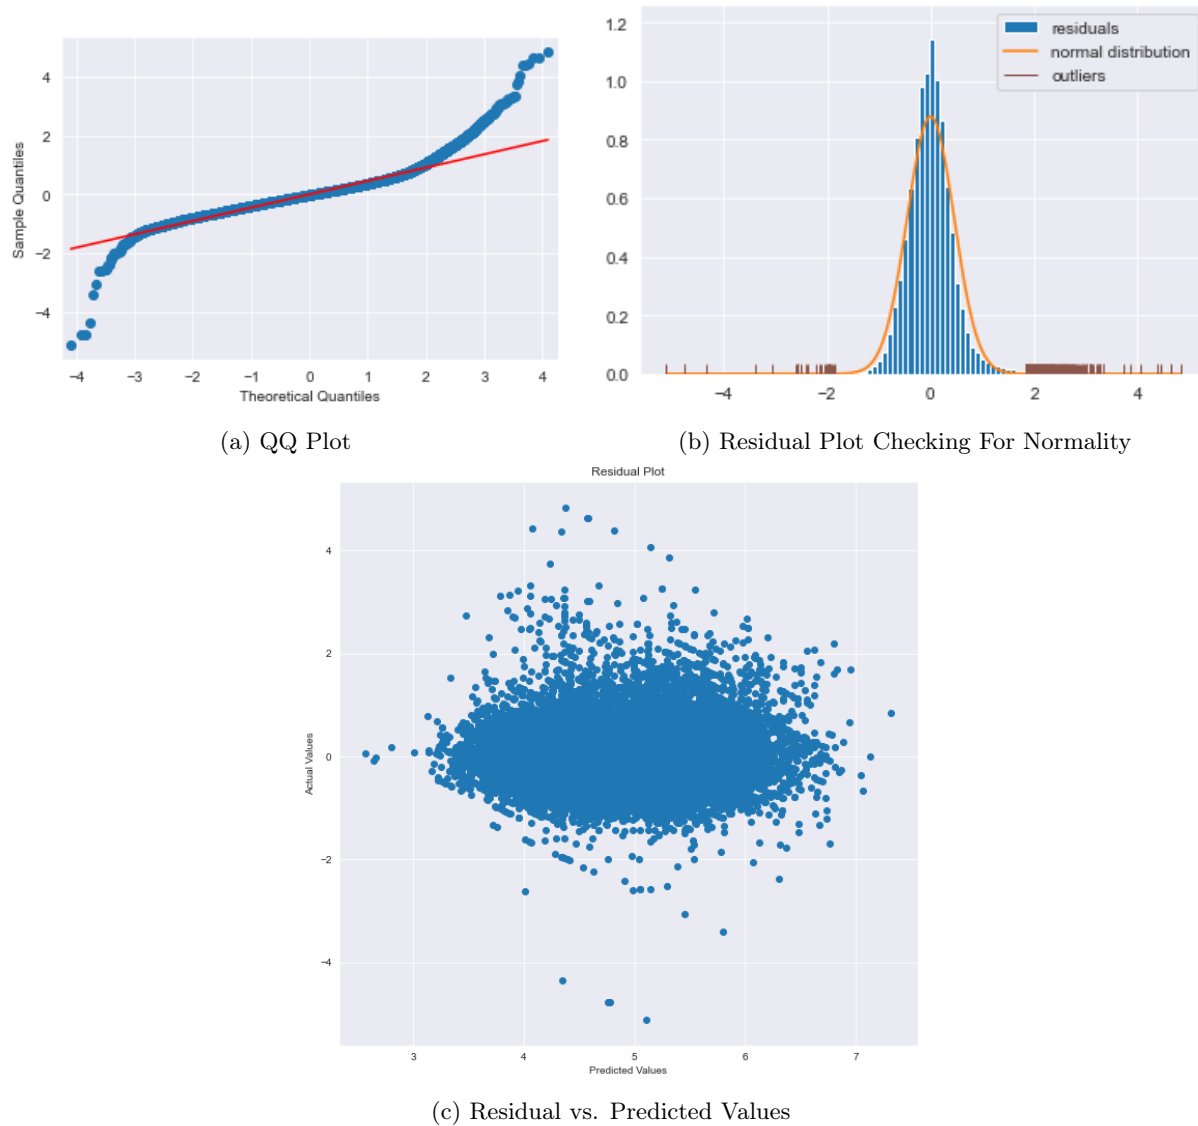 4
2
0
−2
−4
Sample Quantiles
−4 −3 −2 −1 0 1 2 3 4
Theoretical Quantiles
(a) QQ Plot
1.2
1.0
0.8
0.6
0.4
0.2
0.0
residuals
normal distribution
outliers
−4 −2 0 2 4
(b) Residual Plot Checking For Normality
Residual Plot
4
2
0
−2
−4
Actual Values
3 4 5 6 7
Predicted Values
(c) Residual vs. Predicted Values